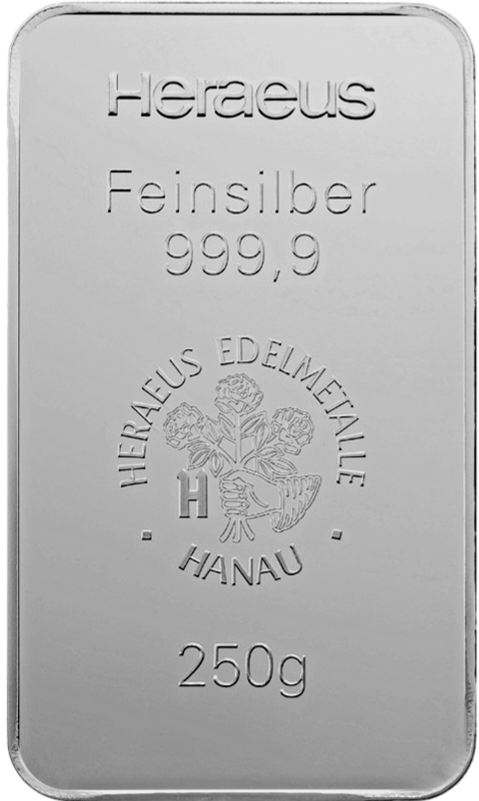 Heraeus
Feinsilber
999,9
HERAEUS EDELMETALLE
H
· HANAU ·
250g